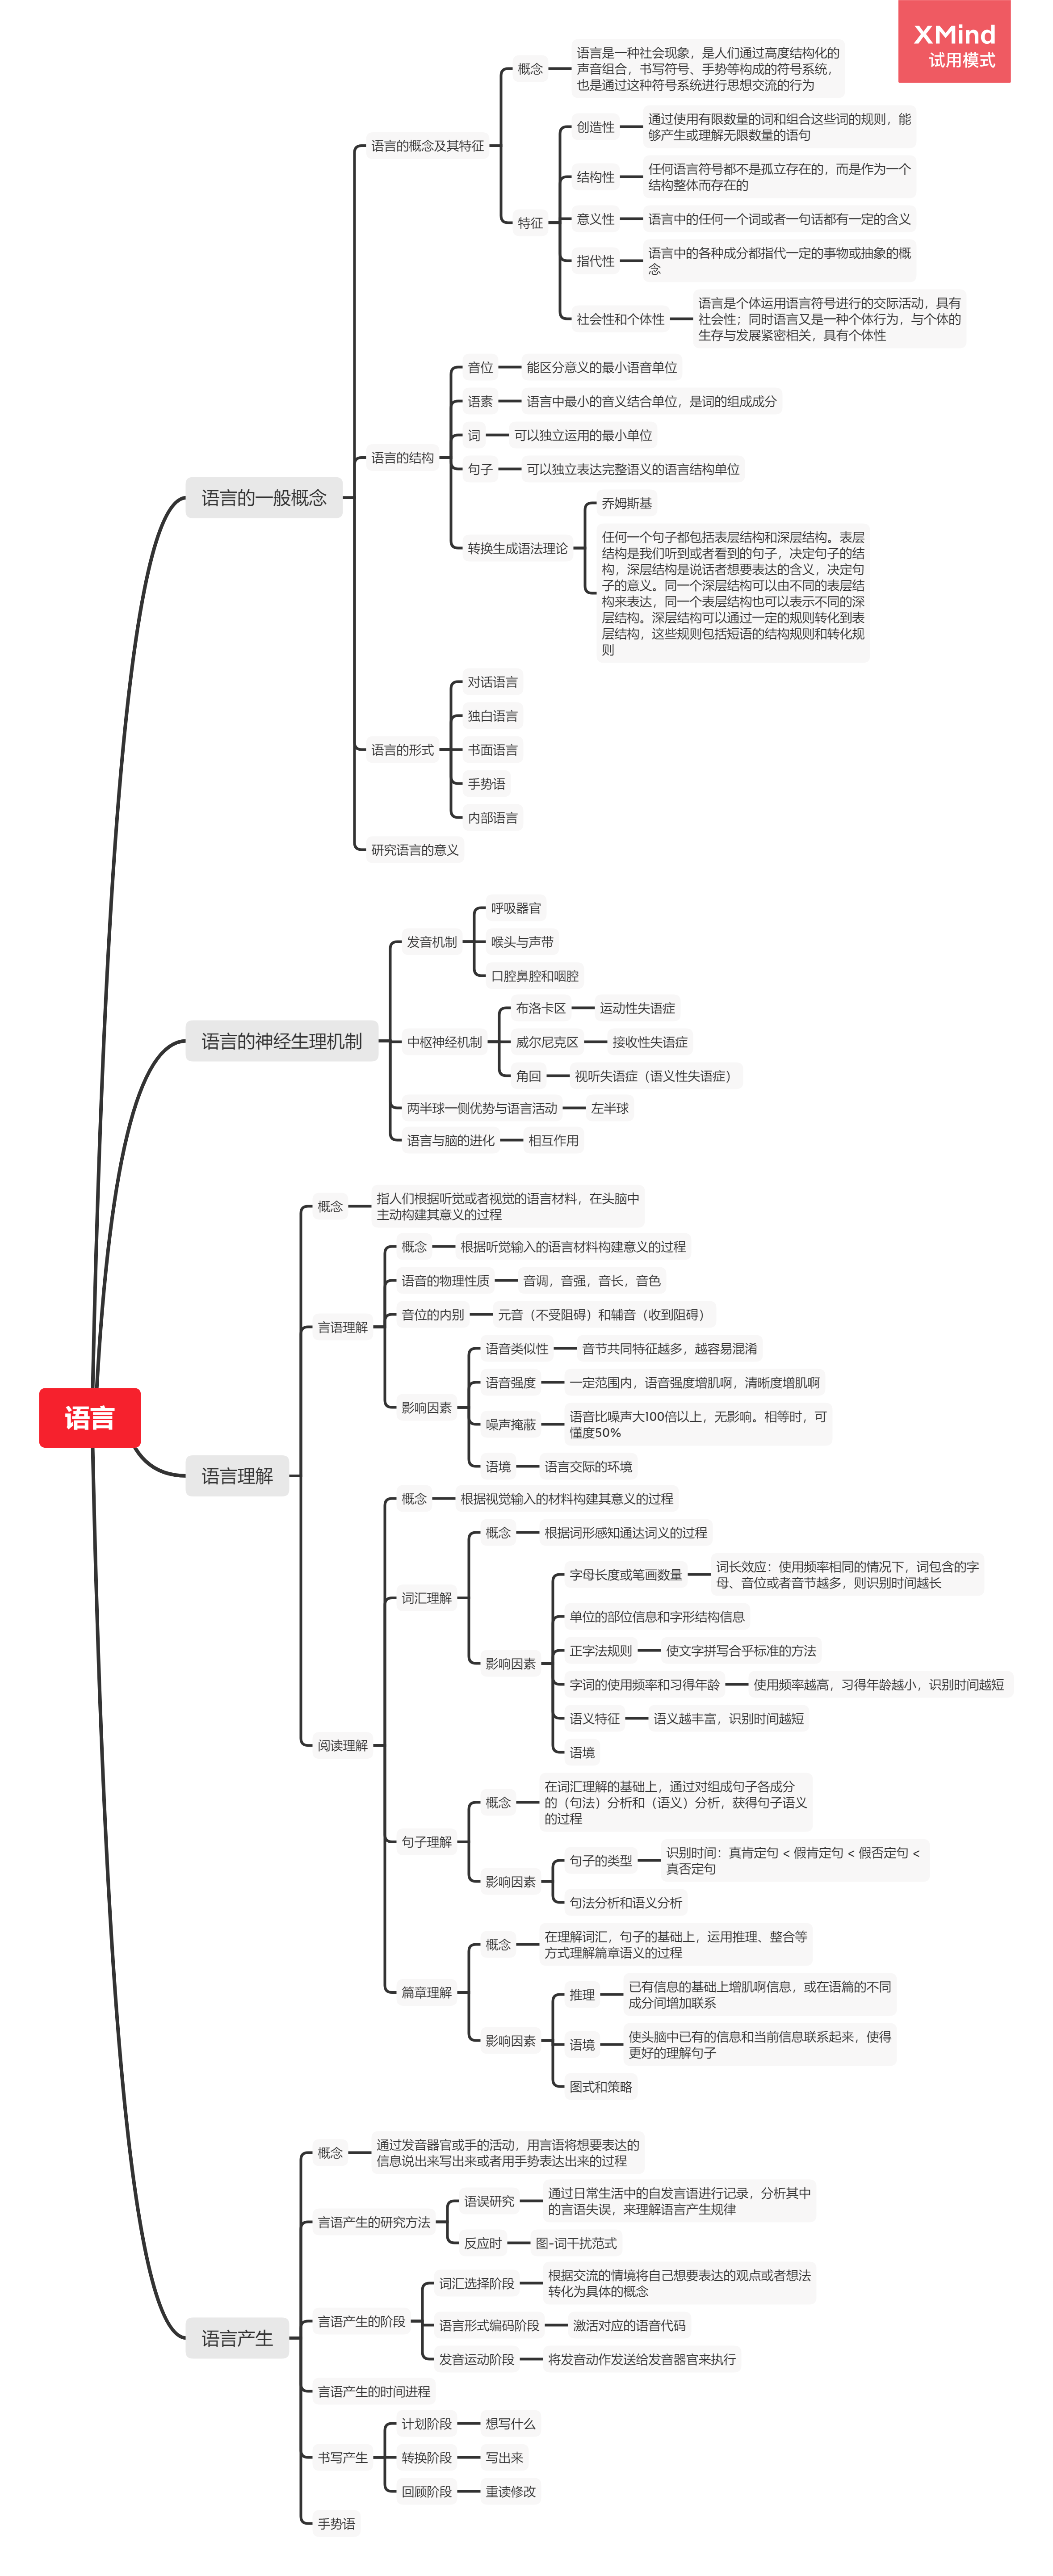 XMind
试用模式
语言
语言的一般概念
语言的概念及其特征
概念
语言是一种社会现象，是人们通过高度结构化的
声音组合，书写符号、手势等构成的符号系统，
也是通过这种符号系统进行思想交流的行为
特征
创造性
通过使用有限数量的词和组合这些词的规则，能
够产生或理解无限数量的语句
结构性
任何语言符号都不是孤立存在的，而是作为一个
结构整体而存在的
意义性
语言中的任何一个词或者一句话都有一定的含义
指代性
语言中的各种成分都指代一定的事物或抽象的概
念
社会性和个体性
语言是个体运用语言符号进行的交际活动，具有
社会性；同时语言又是一种个体行为，与个体的
生存与发展紧密相关，具有个体性
语言的结构
音位
能区分意义的最小语音单位
语素
语言中最小的音义结合单位，是词的组成成分
词
可以独立运用的最小单位
句子
可以独立表达完整语义的语言结构单位
转换生成语法理论
乔姆斯基
任何一个句子都包括表层结构和深层结构。表层
结构是我们听到或者看到的句子，决定句子的结
构，深层结构是说话者想要表达的含义，决定句
子的意义。同一个深层结构可以由不同的表层结
构来表达，同一个表层结构也可以表示不同的深
层结构。深层结构可以通过一定的规则转化到表
层结构，这些规则包括短语的结构规则和转化规
则
语言的形式
对话语言
独白语言
书面语言
手势语
内部语言
研究语言的意义
语言的神经生理机制
发音机制
呼吸器官
喉头与声带
口腔鼻腔和咽腔
中枢神经机制
布洛卡区
运动性失语症
威尔尼克区
接收性失语症
角回
视听失语症（语义性失语症）
两半球一侧优势与语言活动
左半球
语言与脑的进化
相互作用
语言理解
概念
指人们根据听觉或者视觉的语言材料，在头脑中
主动构建其意义的过程
言语理解
概念
根据听觉输入的语言材料构建意义的过程
语音的物理性质
音调，音强，音长，音色
音位的内别
元音（不受阻碍）和辅音（收到阻碍）
影响因素
语音类似性
音节共同特征越多，越容易混淆
语音强度
一定范围内，语音强度增肌啊，清晰度增肌啊
噪声掩蔽
语音比噪声大100倍以上，无影响。相等时，可
懂度50%
语境
语言交际的环境
阅读理解
概念
根据视觉输入的材料构建其意义的过程
词汇理解
概念
根据词形感知通达词义的过程
影响因素
字母长度或笔画数量
词长效应：使用频率相同的情况下，词包含的字
母、音位或者音节越多，则识别时间越长
单位的部位信息和字形结构信息
正字法规则
使文字拼写合乎标准的方法
字词的使用频率和习得年龄
使用频率越高，习得年龄越小，识别时间越短
语义特征
语义越丰富，识别时间越短
语境
句子理解
概念
在词汇理解的基础上，通过对组成句子各成分
的（句法）分析和（语义）分析，获得句子语义
的过程
影响因素
句子的类型
识别时间：真肯定句 < 假肯定句 < 假否定句 <
真否定句
句法分析和语义分析
篇章理解
概念
在理解词汇，句子的基础上，运用推理、整合等
方式理解篇章语义的过程
影响因素
推理
已有信息的基础上增肌啊信息，或在语篇的不同
成分间增加联系
语境
使头脑中已有的信息和当前信息联系起来，使得
更好的理解句子
图式和策略
语言产生
概念
通过发音器官或手的活动，用言语将想要表达的
信息说出来写出来或者用手势表达出来的过程
言语产生的研究方法
语误研究
通过日常生活中的自发言语进行记录，分析其中
的言语失误，来理解语言产生规律
反应时
图-词干扰范式
言语产生的阶段
词汇选择阶段
根据交流的情境将自己想要表达的观点或者想法
转化为具体的概念
语言形式编码阶段
激活对应的语音代码
发音运动阶段
将发音动作发送给发音器官来执行
言语产生的时间进程
书写产生
计划阶段
想写什么
转换阶段
写出来
回顾阶段
重读修改
手势语